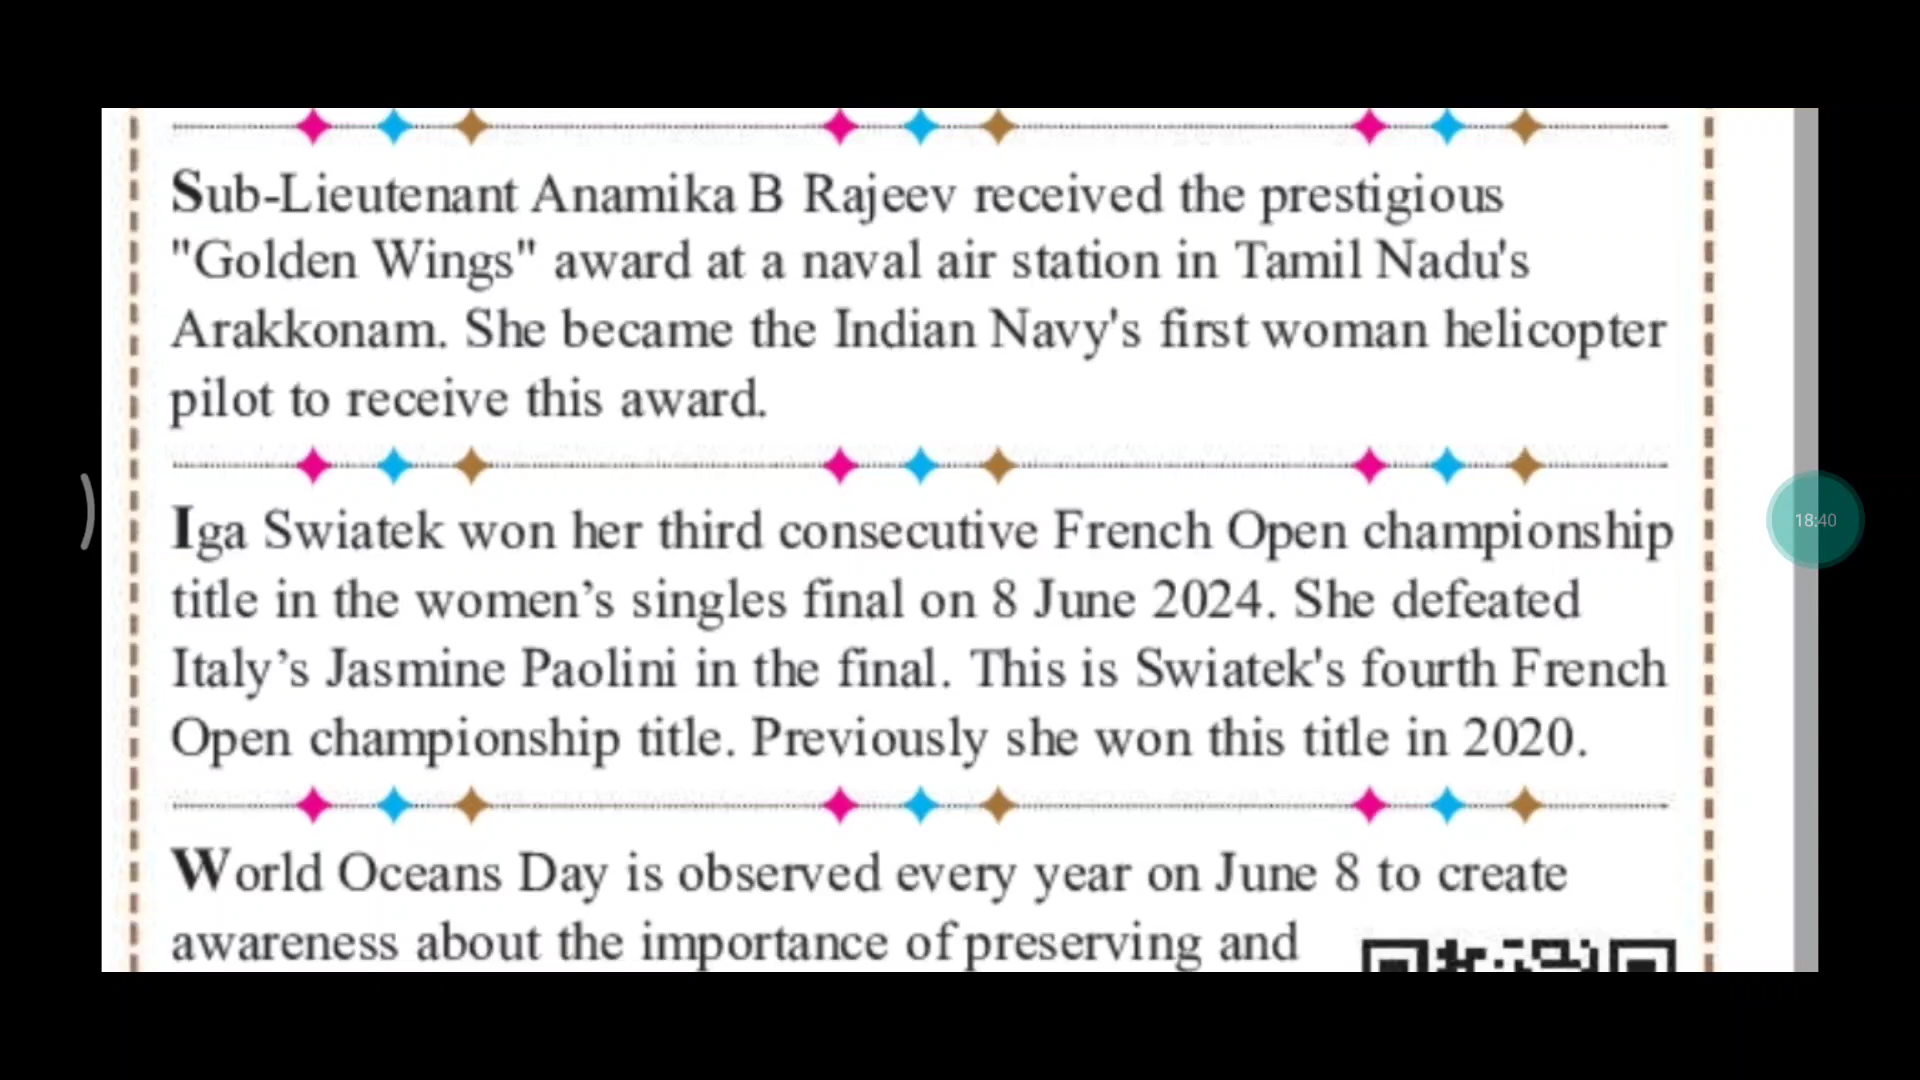 Sub-Lieutenant Anamika B Rajeev received the prestigious
"Golden Wings" award at a naval air station in Tamil Nadu's
Arakkonam. She became the Indian Navy's first woman helicopter
pilot to receive this award.
Iga Swiatek won her third consecutive French Open championship
title in the women’s singles final on 8 June 2024. She defeated
Italy’s Jasmine Paolini in the final. This is Swiatek's fourth French
Open championship title. Previously she won this title in 2020.
World Oceans Day is observed every year on June 8 to create
awareness about the importance of preserving and
18:40